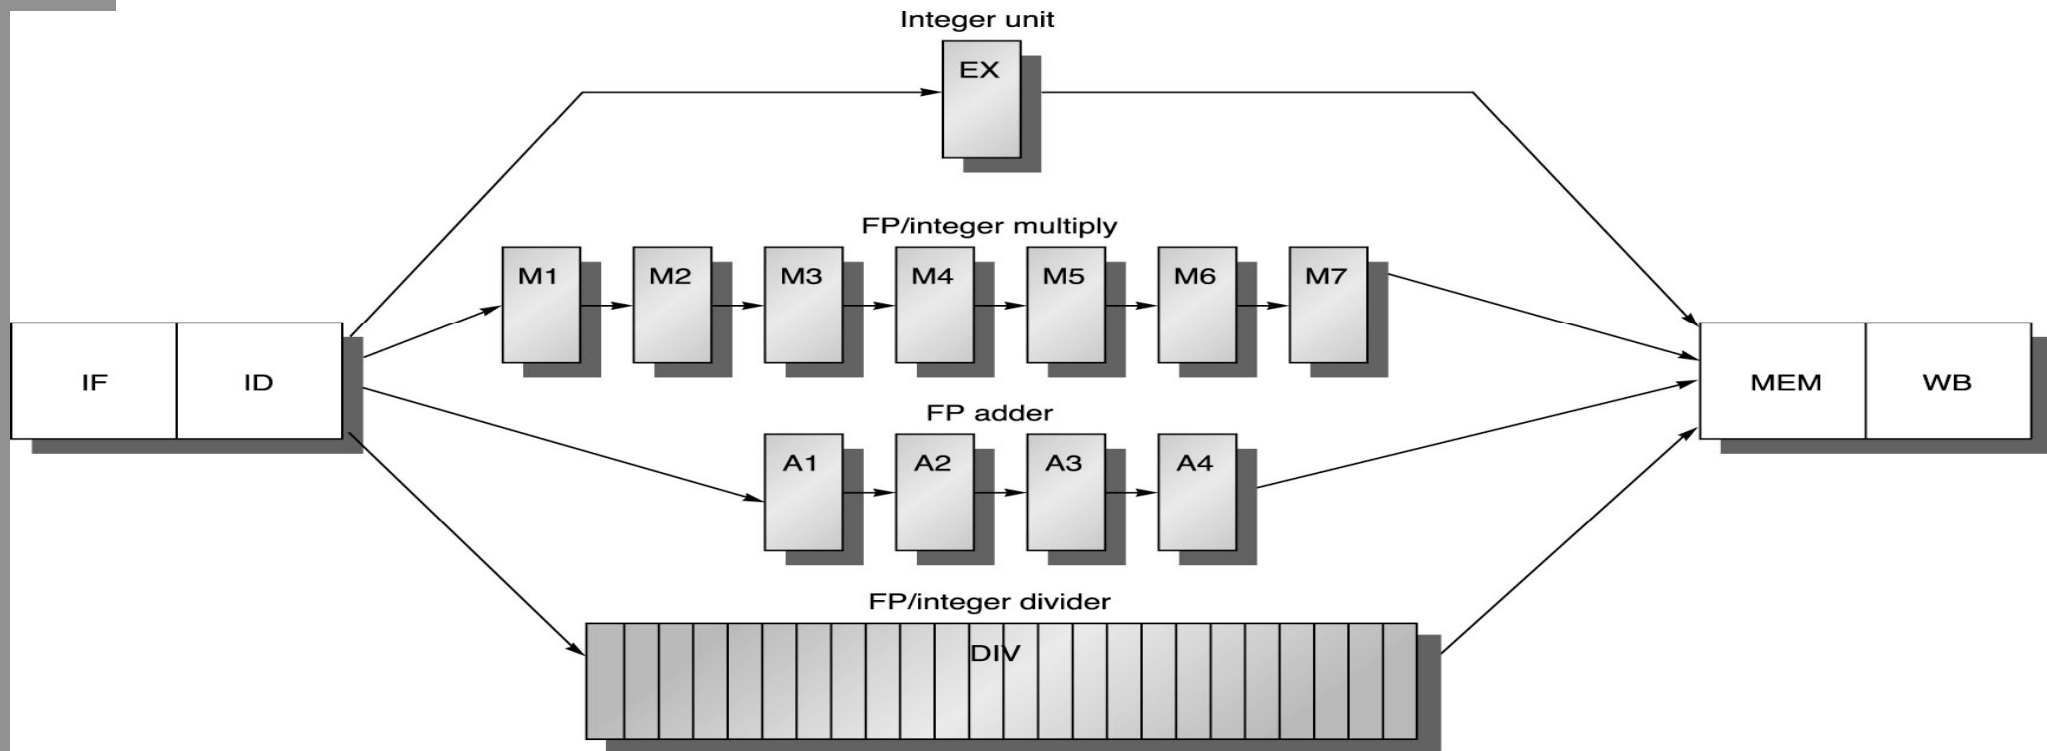 Integer unit
EX
FP/integer multiply
M1 M2 M3 M4 M5 M6 M7
IF ID
MEM WB
FP adder
A1 A2 A3 A4
FP/integer divider
DIV